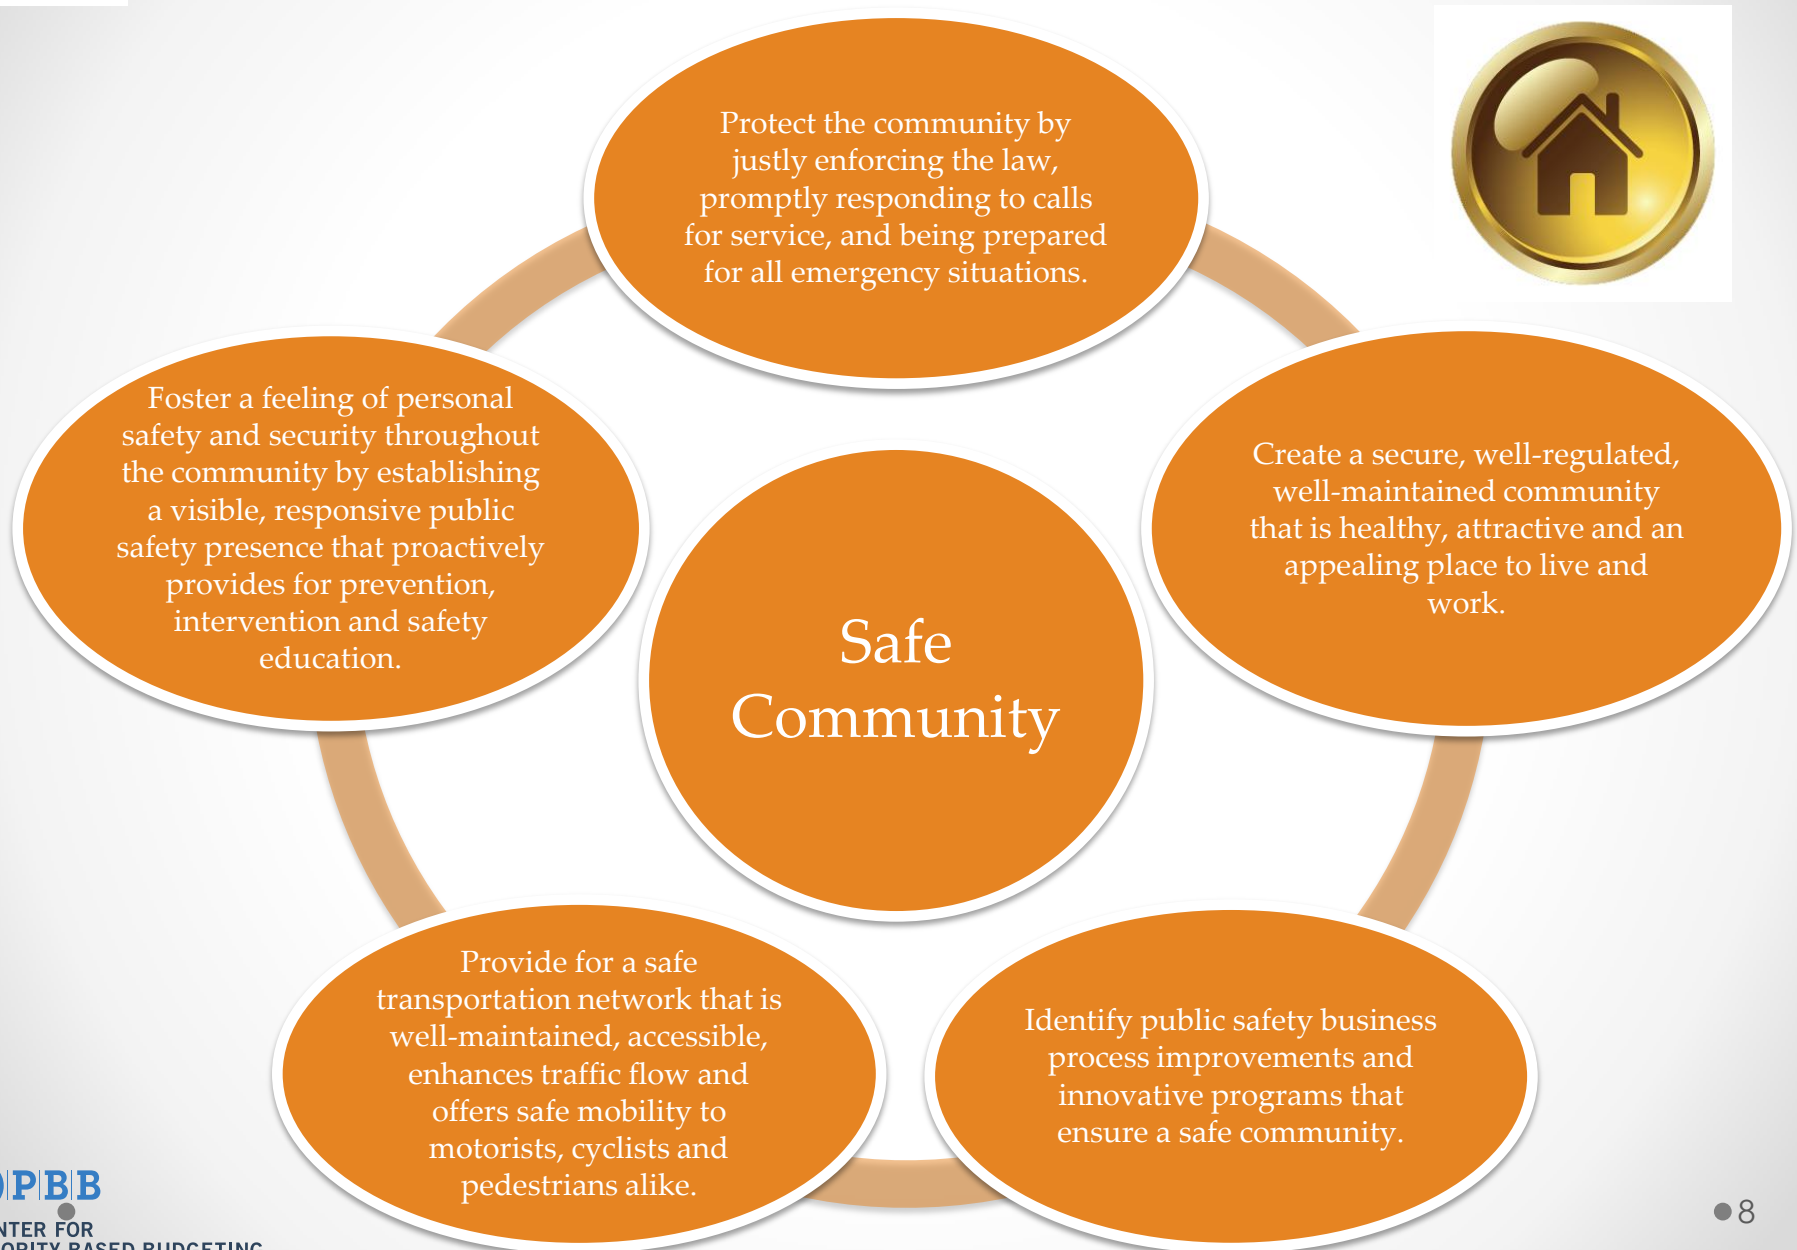 Protect the community by
justly enforcing the law,
promptly responding to calls
for service, and being prepared
for all emergency situations.
Create a secure, well-regulated,
well-maintained community
that is healthy, attractive and an
appealing place to live and
work.
Identify public safety business
process improvements and
innovative programs that
ensure a safe community.
Provide for a safe
transportation network that is
well-maintained, accessible,
enhances traffic flow and
offers safe mobility to
motorists, cyclists and
pedestrians alike.
Foster a feeling of personal
safety and security throughout
the community by establishing
a visible, responsive public
safety presence that proactively
provides for prevention,
intervention and safety
education.
Safe
Community
PBB
FOR
BASED BUDGETING
8